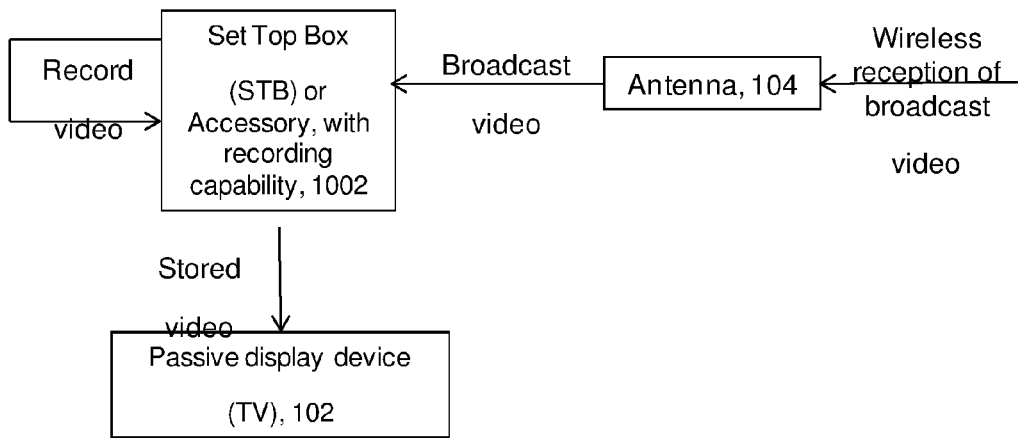 Record
video
Set Top Box
(STB) or
Accessory, with
recording
capability, 1002
Broadcast
video
Antenna, 104
Wireless
reception of
broadcast
video
Stored
video
Passive display device
(TV), 102